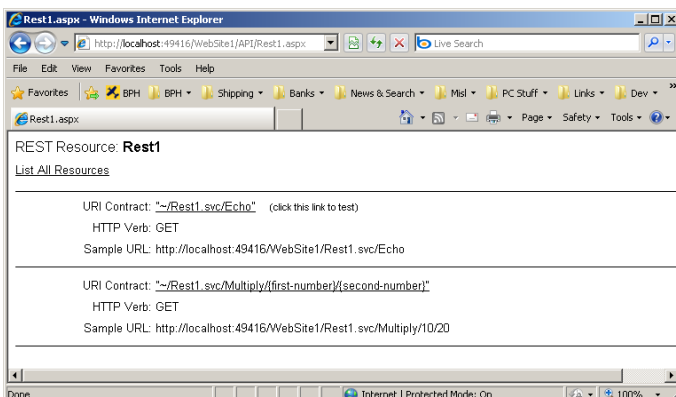 Rest1.aspx - Windows Internet Explorer
http://localhost:49416/WebSite1/API/Rest1.aspx
Live Search
File Edit View Favorites Tools Help
Favorites BPH BPH Shipping Banks News & Search Misl PC Stuff Links Dev »
Rest1.aspx Page Safety Tools
REST Resource: Rest1
List All Resources
URI Contract: "~/Rest1.svc/Echo" (click this link to test)
HTTP Verb: GET
Sample URL: http://localhost:49416/WebSite1/Rest1.svc/Echo
URI Contract: "~/Rest1.svc/Multiply/{first-number}/{second-number}"
HTTP Verb: GET
Sample URL: http://localhost:49416/WebSite1/Rest1.svc/Multiply/10/20
Done Internet | Protected Mode: On 100%